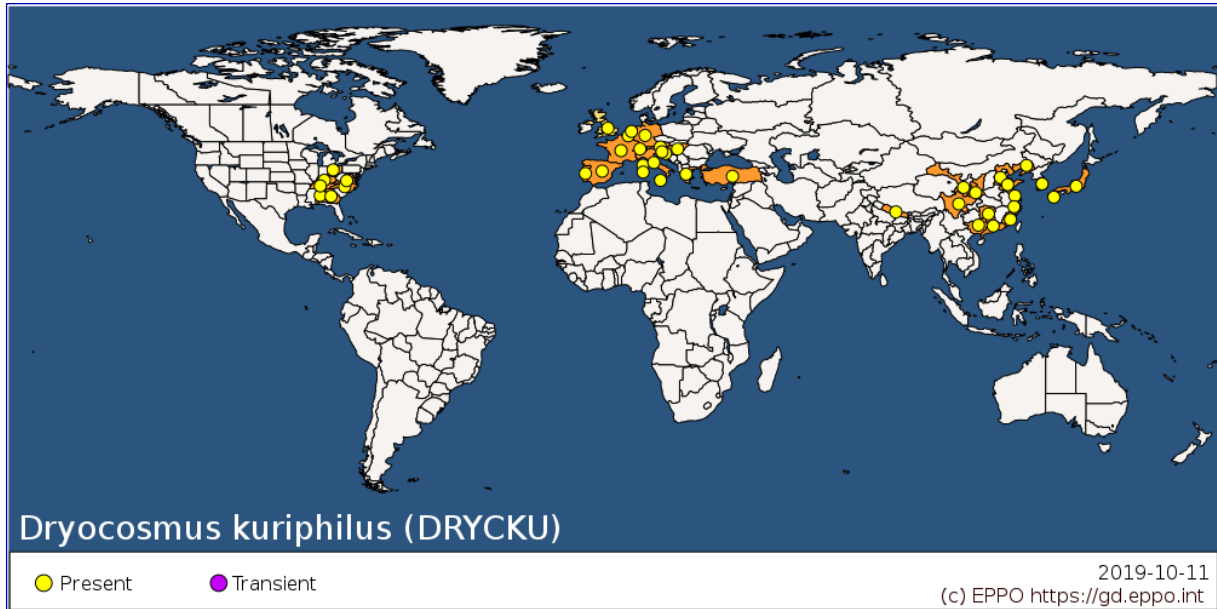 Dryocosmus kuriphilus (DRYCKU)
Present
Transient
2019-10-11
(c) EPPO https://gd.eppo.int